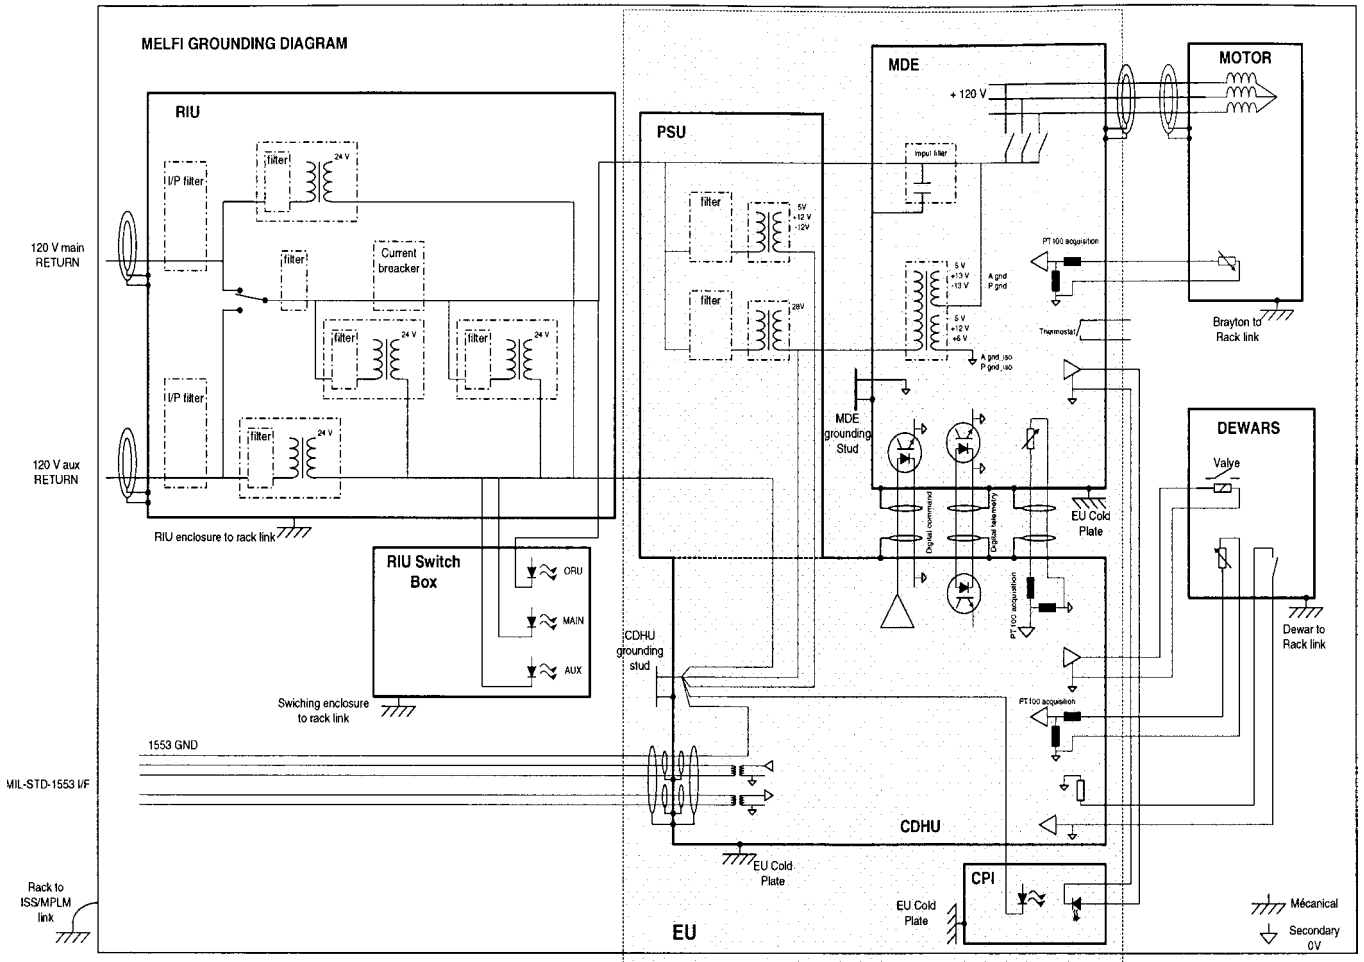 MELFI GROUNDING DIAGRAM
RIU
I/P filter
filter
24 V
120 V main
RETURN
filter
Current
breacker
filter
24 V
filter
24 V
I/P filter
filter
24 V
120 V aux
RETURN
RIU enclosure to rack link
RIU Switch
Box
ORU
MAIN
AUX
Swiching enclosure
to rack link
PSU
filter
5V
+12 V
-12V
filter
28V
MDE
+ 120 V
Imput filter
5 V
+13 V
-13 V
A gnd
P gnd
5 V
+12 V
+6 V
A gnd_iso
P gnd_iso
PT100 acquisition
Thermostat
MDE
grounding
Stud
Digital command
Digital telemetry
EU Cold
Plate
MOTOR
Brayton to
Rack link
DEWARS
Valve
Dewar to
Rack link
CDHU
grounding
stud
PT 100 acquisition
PT100 acquisition
1553 GND
MIL-STD-1553 I/F
CDHU
EU Cold
Plate
CPI
EU Cold
Plate
EU
Rack to
ISS/MPLM
link
Mécanical
Secondary
0V